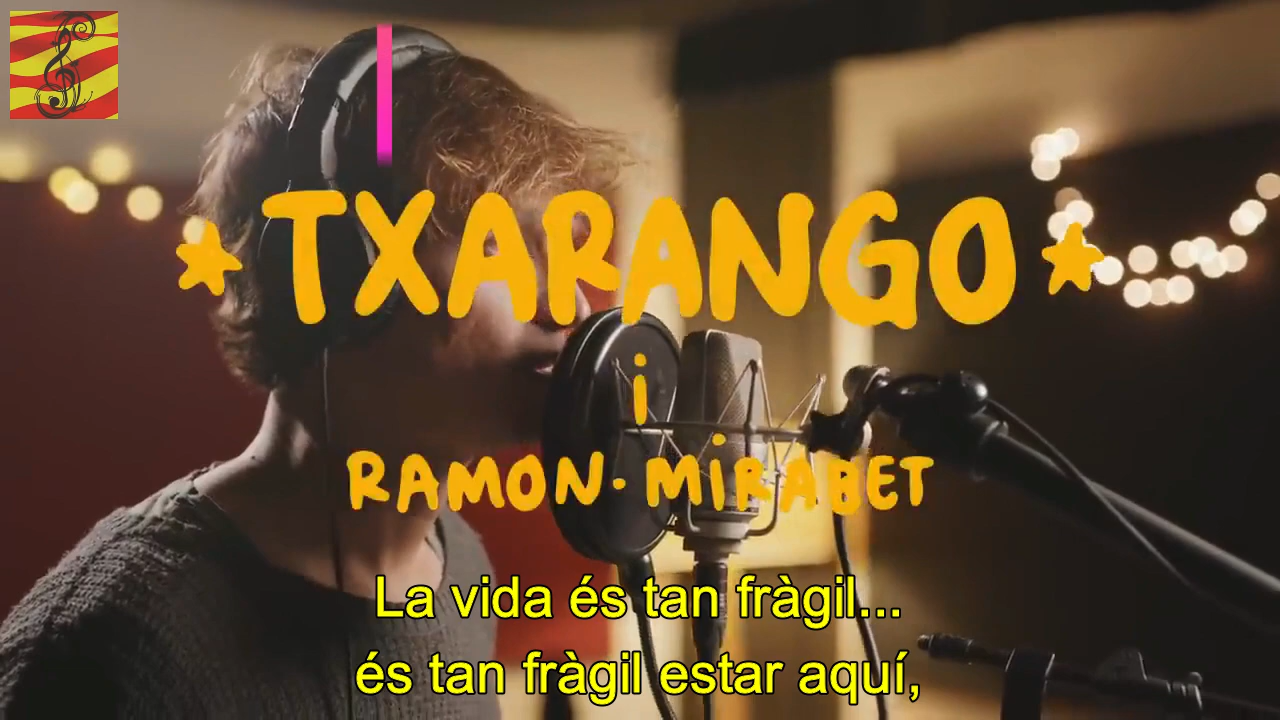 TXARANGO
i
RAMON · MiRABET
La vida és tan fràgil...
és tan fràgil estar aquí,